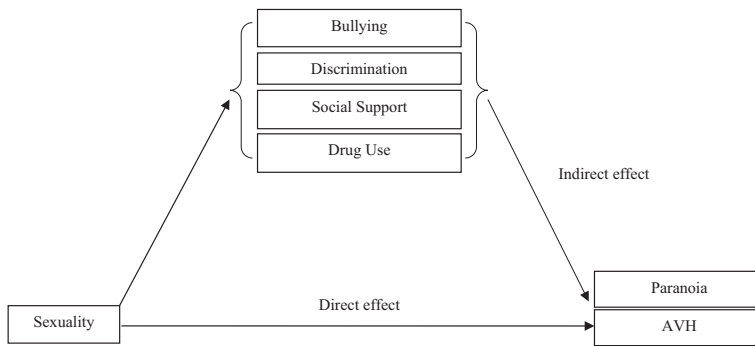 Bullying
Discrimination
Social Support
Drug Use
Indirect effect
Paranoia
Direct effect
Sexuality
AVH